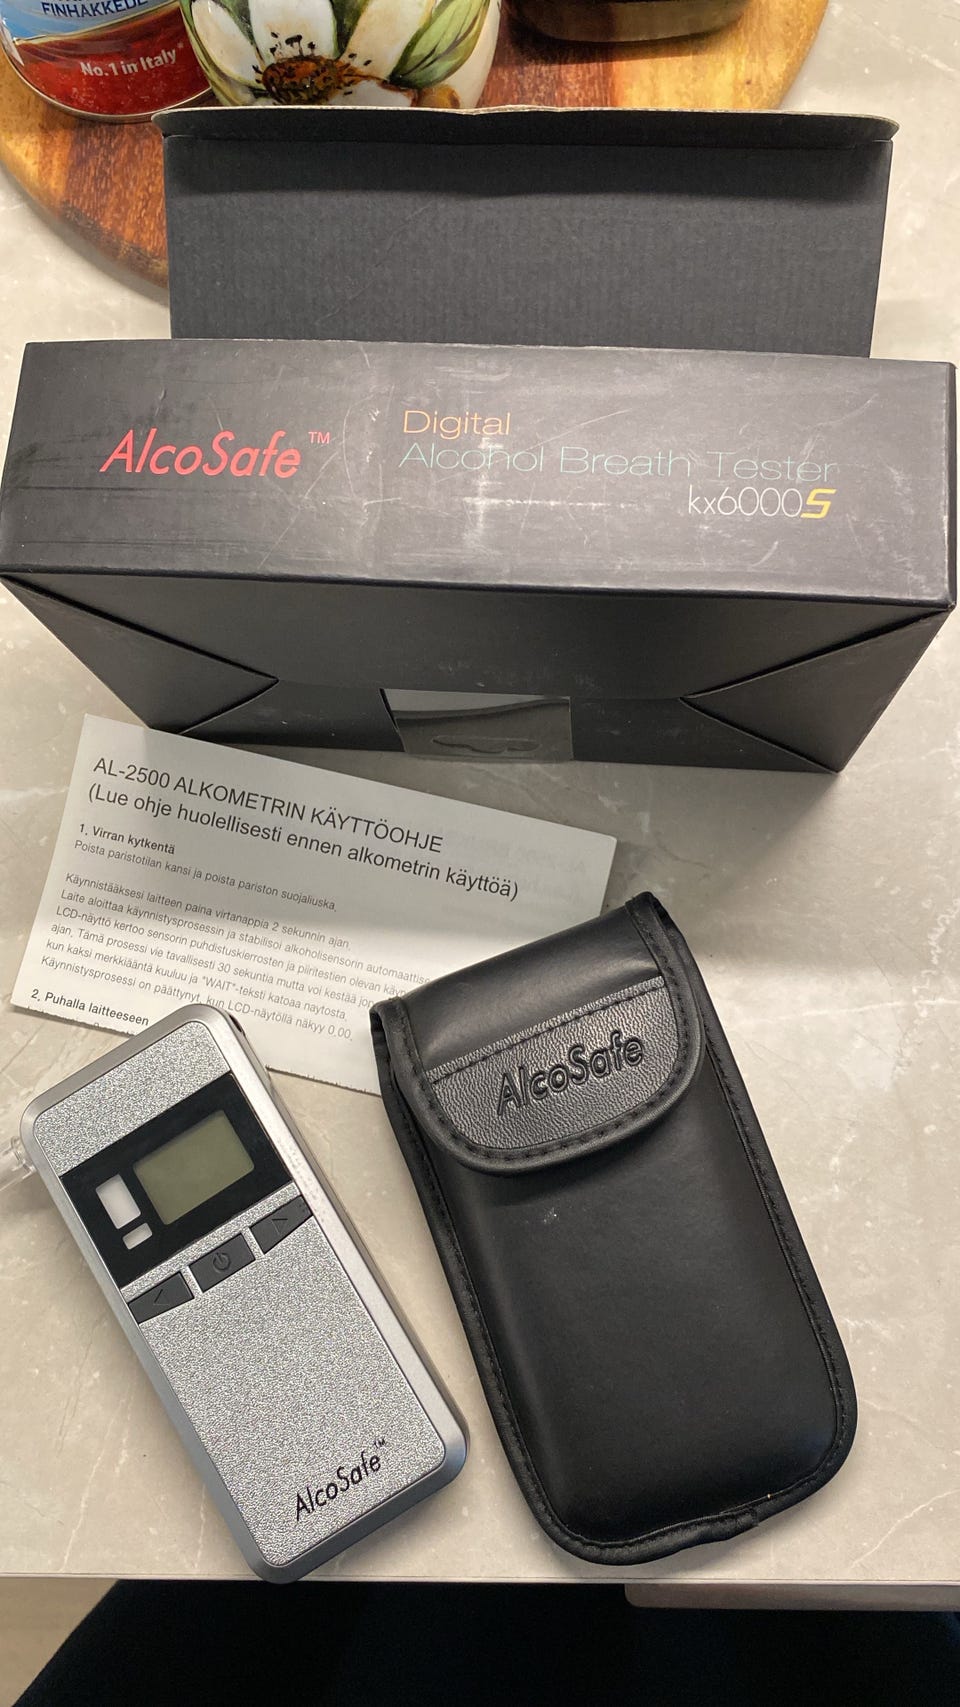 FINHAKKEDE
No.1 in Italy*
AlcoSafe™
Digital
Alcohol Breath Tester
kx6000S
AL-2500 ALKOMETRIN KÄYTTÖOHJE
(Lue ohje huolellisesti ennen alkometrin käyttöä)
1. Virran kytkentä
Poista paristotilan kansi ja poista pariston suojaliuska.
Käynnistääksesi laitteen paina virtanappia 2 sekunnin ajan
Laite aloittaa käynnistysprosessin ja stabilisoi alkoholisensorin
LCD-näyttö kertoo sensorin puhdistuskierrosten ja piiritestien olevan
ajan. Tämä prosessi vie tavallisesti 30 sekuntia mutta voi kestää
kun kaksi merkkiääntä kuuluu ja "WAIT"-teksti katoaa näytosta.
Käynnistysprosessi on päättynyt, kun LCD-näytöllä näkyy 0.00.
2. Puhalla laitteeseen
AlcoSafe
AlcoSafe™